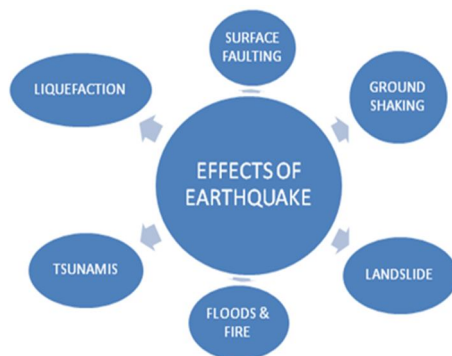 SURFACE
FAULTING
LIQUEFACTION
GROUND
SHAKING
EFFECTS OF
EARTHQUAKE
TSUNAMIS
LANDSLIDE
FLOODS &
FIRE